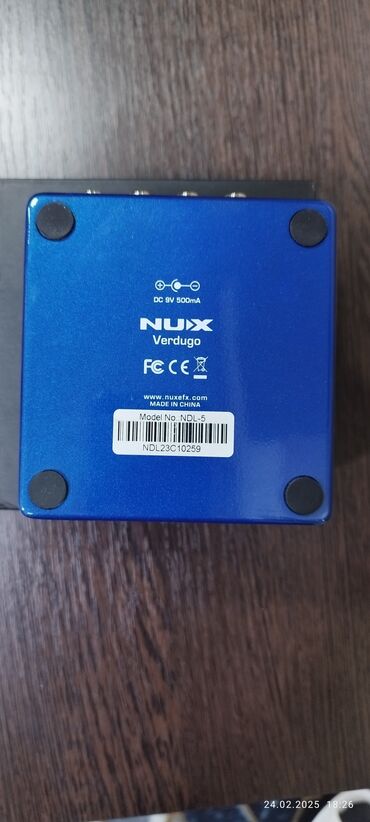 DC 9V 500mA
NUX
Verdugo
FC CE
www.nuxefx.com
MADE IN CHINA
Model No.:NDL-5
NDL23C10259
24.02.2025 18:26